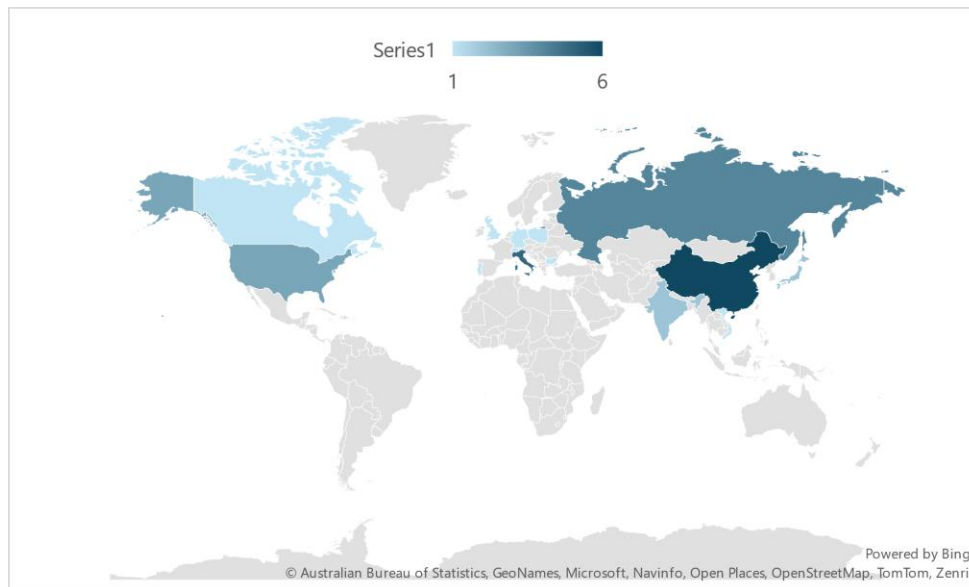 Series1
1 6
Powered by Bing
© Australian Bureau of Statistics, GeoNames, Microsoft, Navinfo, Open Places, OpenStreetMap, TomTom, Zenri